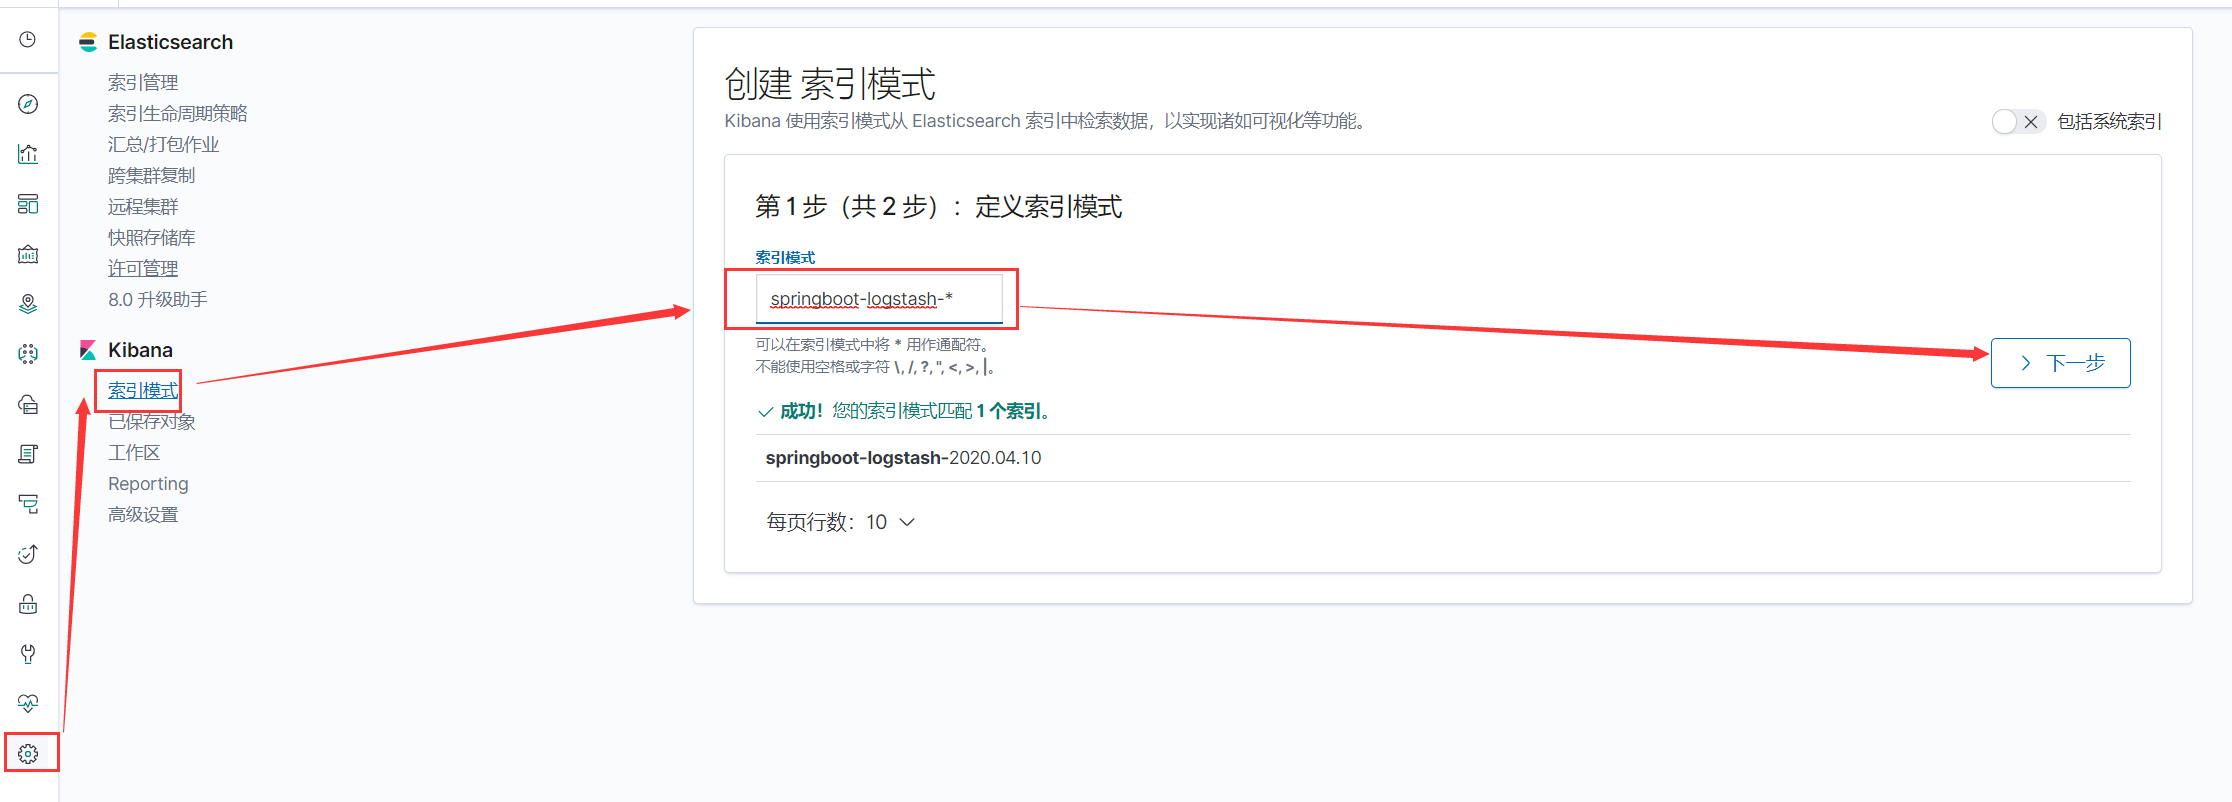 Elasticsearch
索引管理
索引生命周期策略
汇总/打包作业
跨集群复制
远程集群
快照存储库
许可管理
8.0 升级助手
Kibana
索引模式
已保存对象
工作区
Reporting
高级设置
创建 索引模式
Kibana 使用索引模式从 Elasticsearch 索引中检索数据，以实现诸如可视化等功能。
包括系统索引
第 1 步（共 2 步）：定义索引模式
索引模式
springboot-logstash-*
可以在索引模式中将 * 用作通配符。
不能使用空格或字符 \, /, ?, ", <, >, |。
下一步
成功！您的索引模式匹配 1 个索引。
springboot-logstash-2020.04.10
每页行数：10